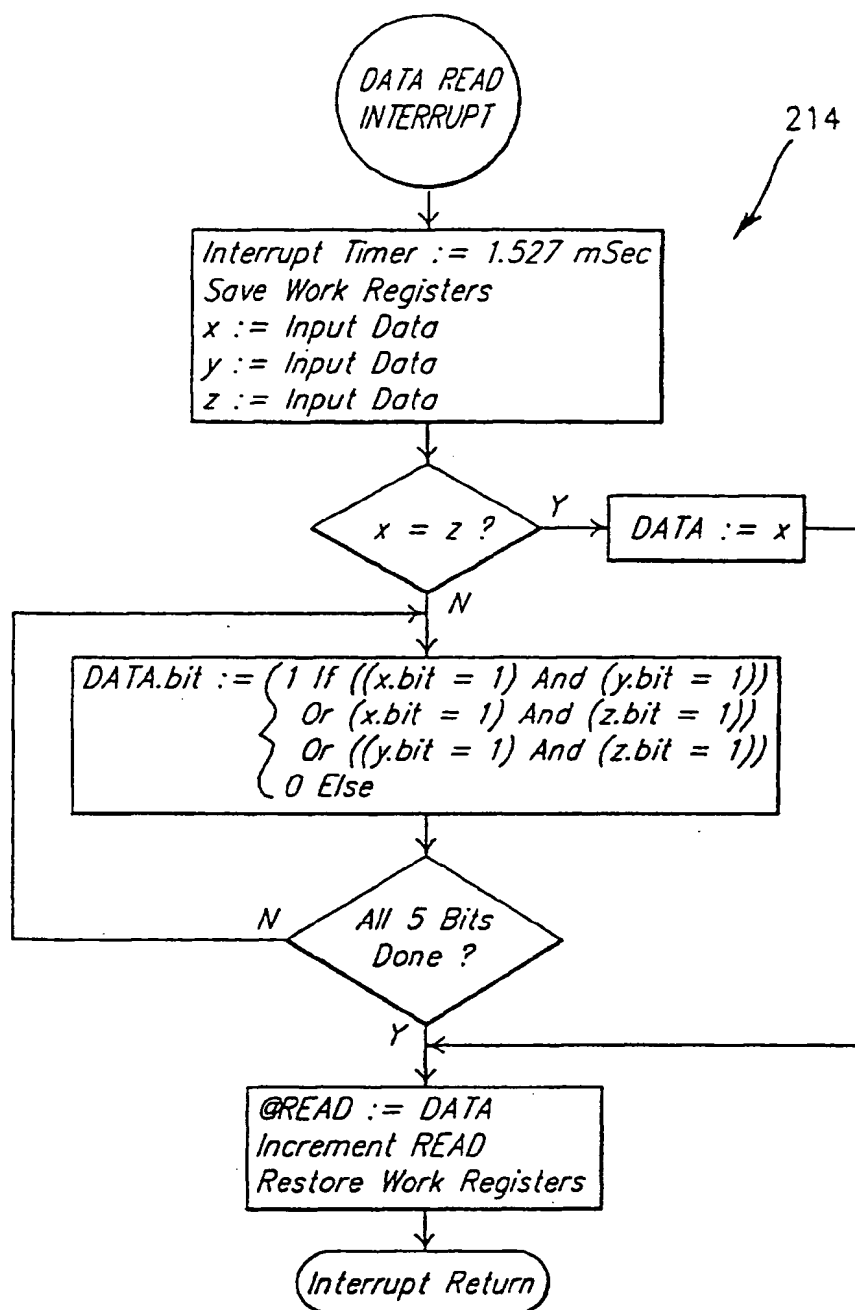 DATA READ
INTERRUPT
214
Interrupt Timer := 1.527 mSec
Save Work Registers
x := Input Data
y := Input Data
z := Input Data
x = z ?
Y
DATA := x
N
DATA.bit := { 1 If ((x.bit = 1) And (y.bit = 1))
Or (x.bit = 1) And (z.bit = 1))
Or ((y.bit = 1) And (z.bit = 1))
0 Else
N
All 5 Bits
Done ?
Y
@READ := DATA
Increment READ
Restore Work Registers
Interrupt Return